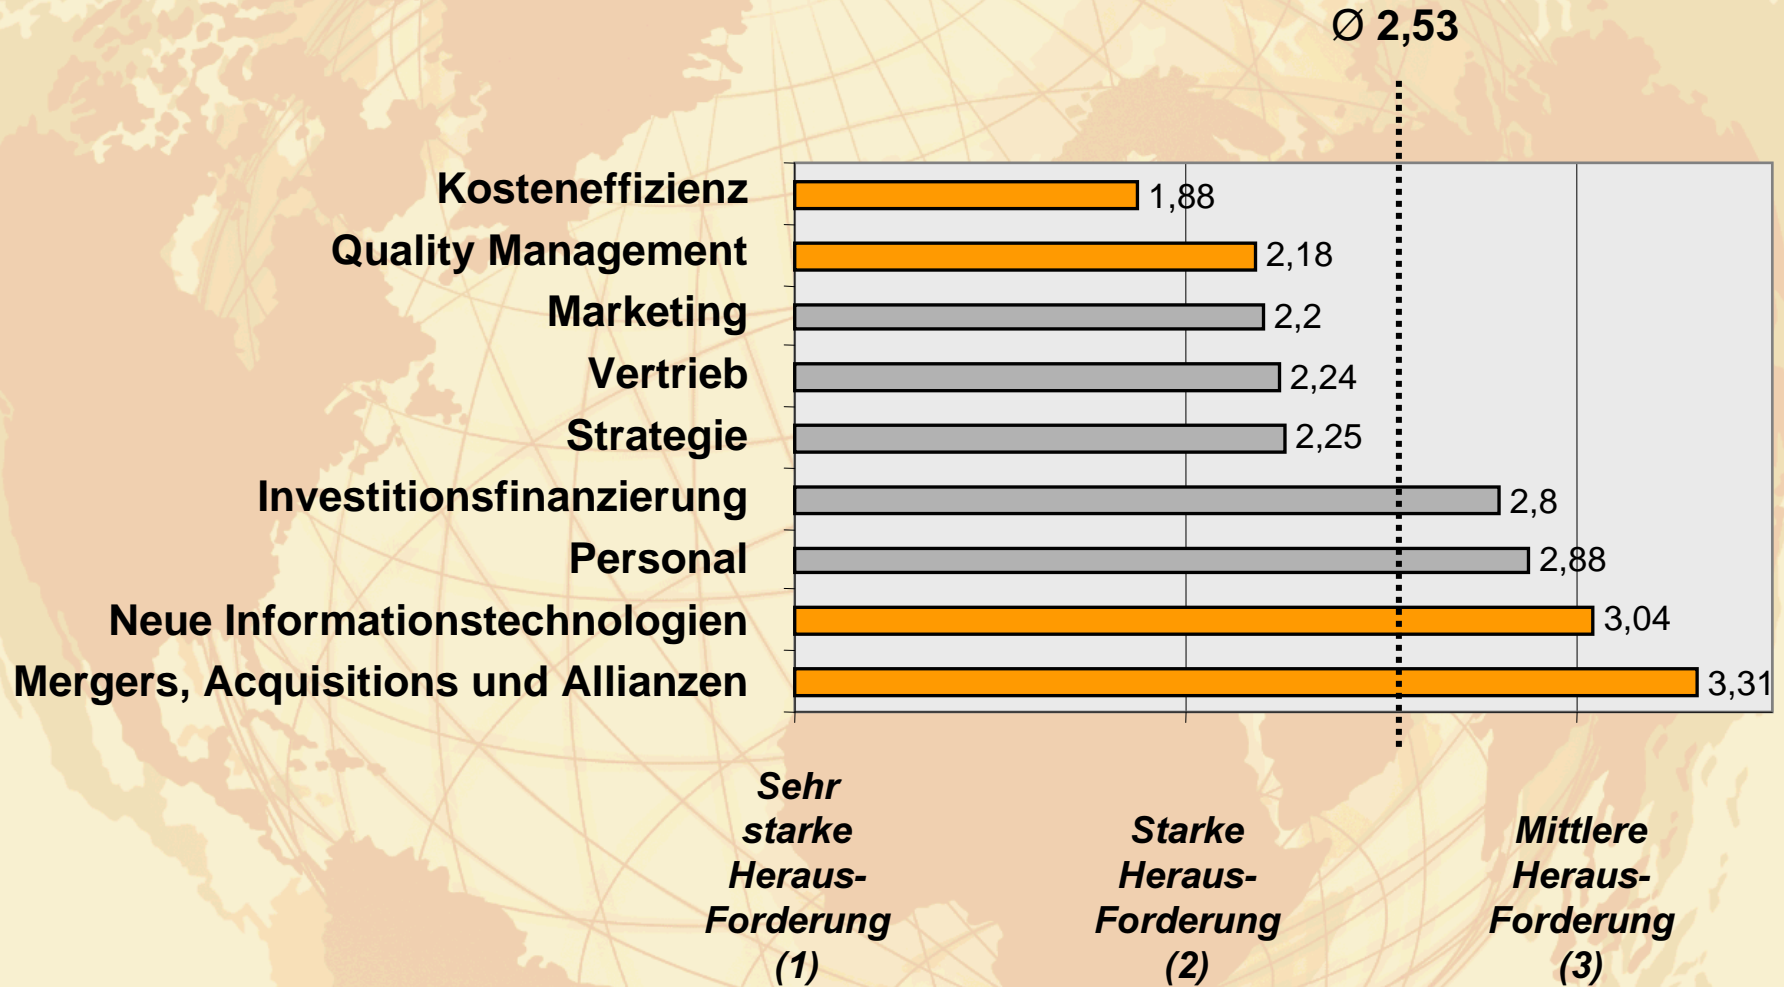 Ø 2,53
Kosteneffizienz 1,88
Quality Management 2,18
Marketing 2,2
Vertrieb 2,24
Strategie 2,25
Investitionsfinanzierung 2,8
Personal 2,88
Neue Informationstechnologien 3,04
Mergers, Acquisitions und Allianzen 3,31
Sehr
starke
Heraus-
Forderung
(1)
Starke
Heraus-
Forderung
(2)
Mittlere
Heraus-
Forderung
(3)